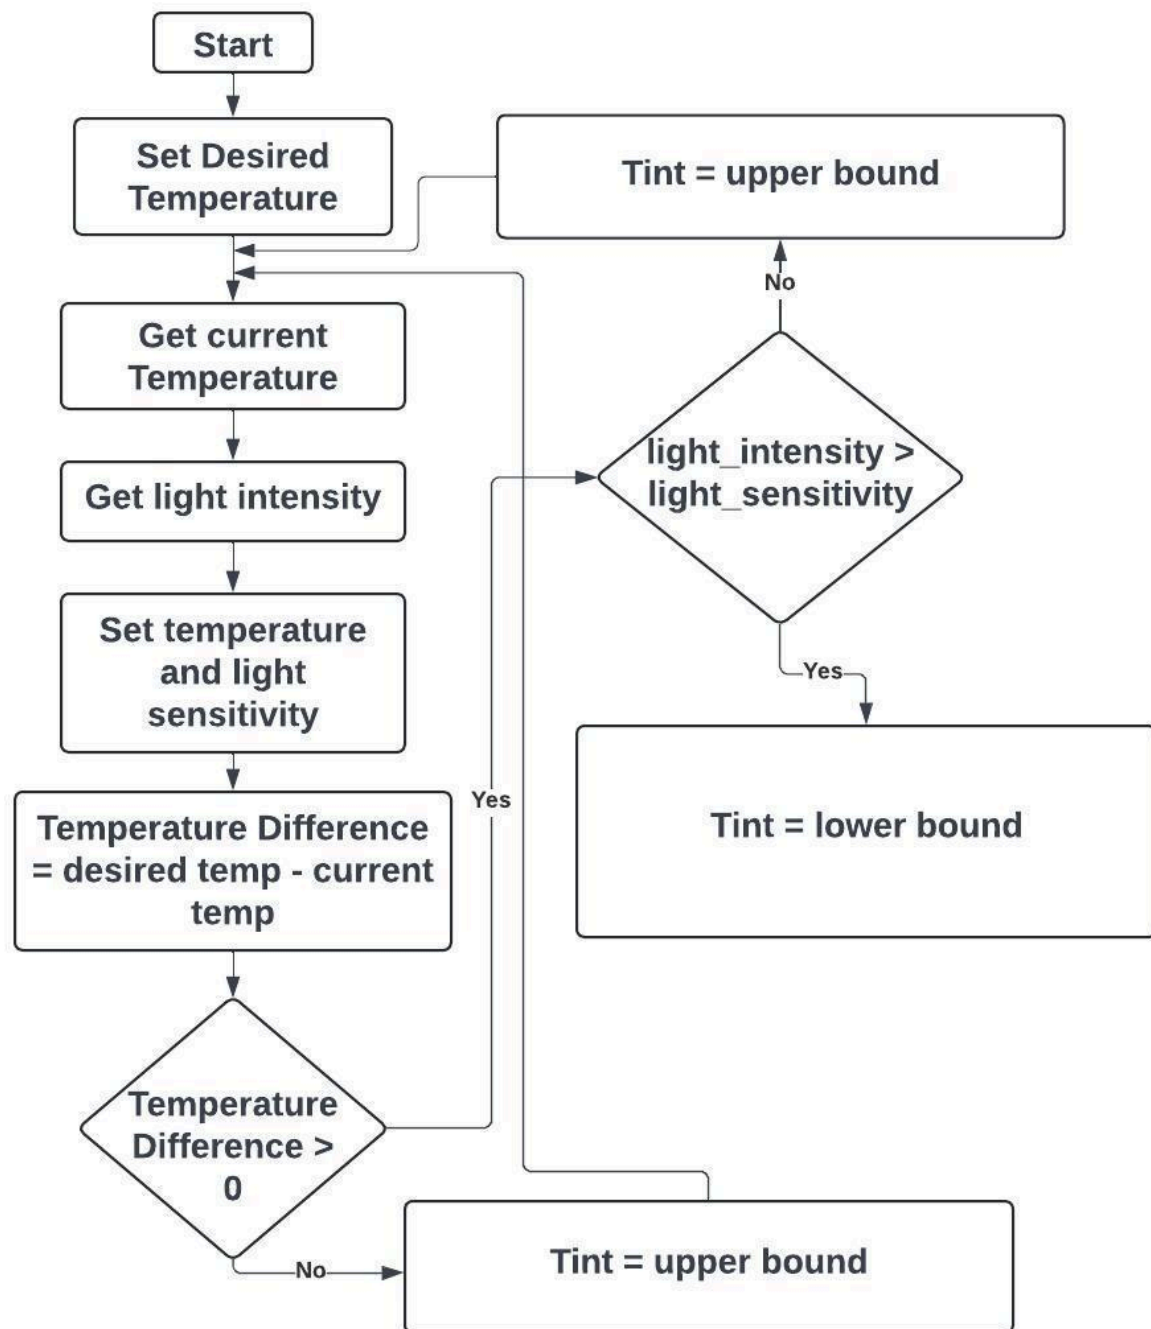 Start
Set Desired
Temperature
Tint = upper bound
No
Get current
Temperature
light_intensity >
light_sensitivity
Get light intensity
Set temperature
and light
sensitivity
Yes
Yes
Temperature Difference
= desired temp - current
temp
Tint = lower bound
Temperature
Difference >
0
No
Tint = upper bound